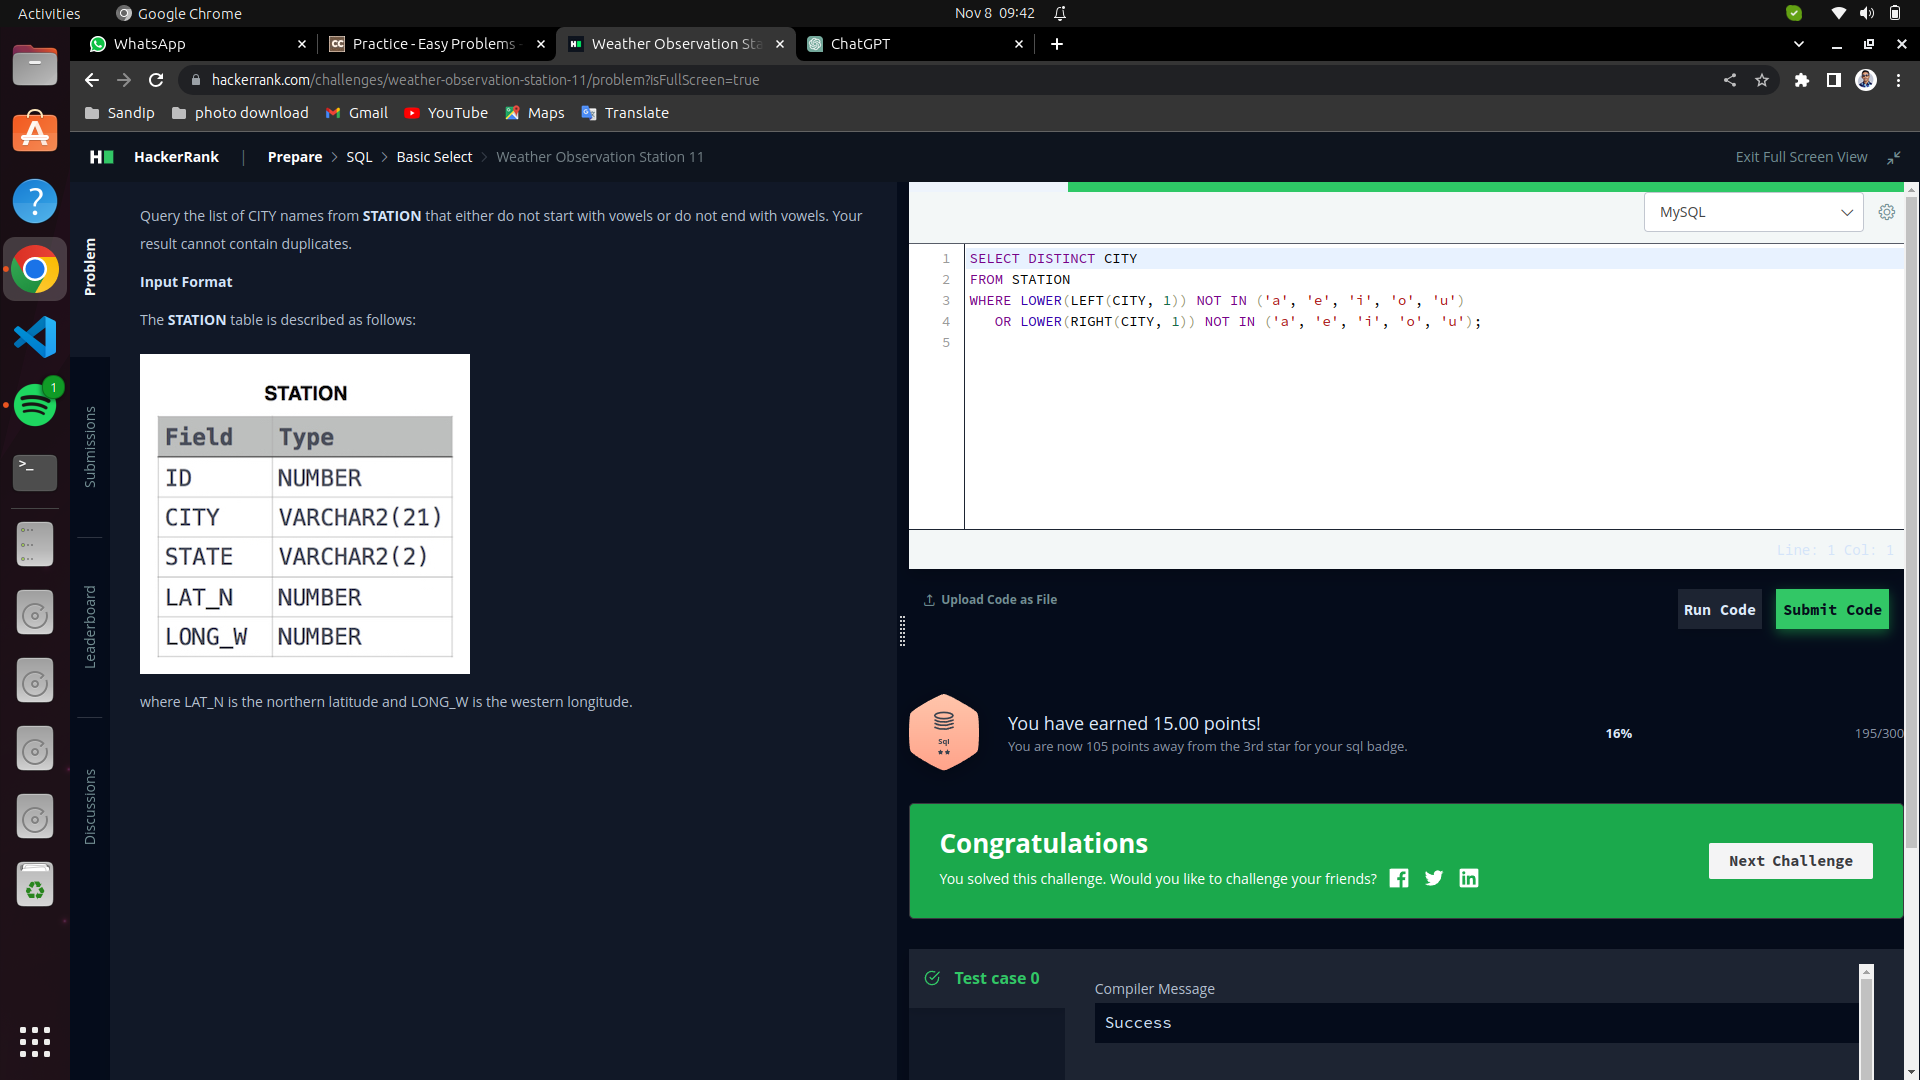 Activities
Google Chrome
Nov 8 09:42
WhatsApp
Practice - Easy Problems -
Weather Observation Sta
ChatGPT
hackerrank.com/challenges/weather-observation-station-11/problem?isFullScreen=true
Sandip
photo download
Gmail
YouTube
Maps
Translate
HackerRank | Prepare > SQL > Basic Select > Weather Observation Station 11
Exit Full Screen View
Problem
Submissions
Leaderboard
Discussions
Query the list of CITY names from STATION that either do not start with vowels or do not end with vowels. Your
result cannot contain duplicates.
Input Format
The STATION table is described as follows:
STATION
Field Type
ID NUMBER
CITY VARCHAR2(21)
STATE VARCHAR2(2)
LAT_N NUMBER
LONG_W NUMBER
where LAT_N is the northern latitude and LONG_W is the western longitude.
MySQL
1 SELECT DISTINCT CITY
2 FROM STATION
3 WHERE LOWER(LEFT(CITY, 1)) NOT IN ('a', 'e', 'i', 'o', 'u')
4 OR LOWER(RIGHT(CITY, 1)) NOT IN ('a', 'e', 'i', 'o', 'u');
5
Line: 1 Col: 1
Upload Code as File
Run Code
Submit Code
Sql
You have earned 15.00 points!
You are now 105 points away from the 3rd star for your sql badge.
16%
195/300
Congratulations
You solved this challenge. Would you like to challenge your friends?
Next Challenge
Test case 0
Compiler Message
Success
1